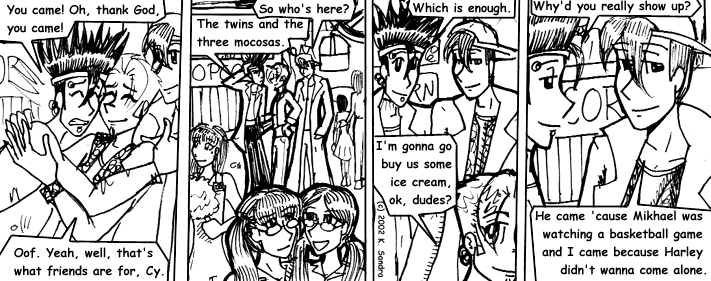 You came! Oh, thank God,
you came!
Oof. Yeah, well, that's
what friends are for, Cy.
So who's here?
The twins and the
three mocosas.
Which is enough.
I'm gonna go
buy us some
ice cream,
ok, dudes?
(c) 2002 K. Sandra
Why'd you really show up?
He came 'cause Mikhael was
watching a basketball game
and I came because Harley
didn't wanna come alone.